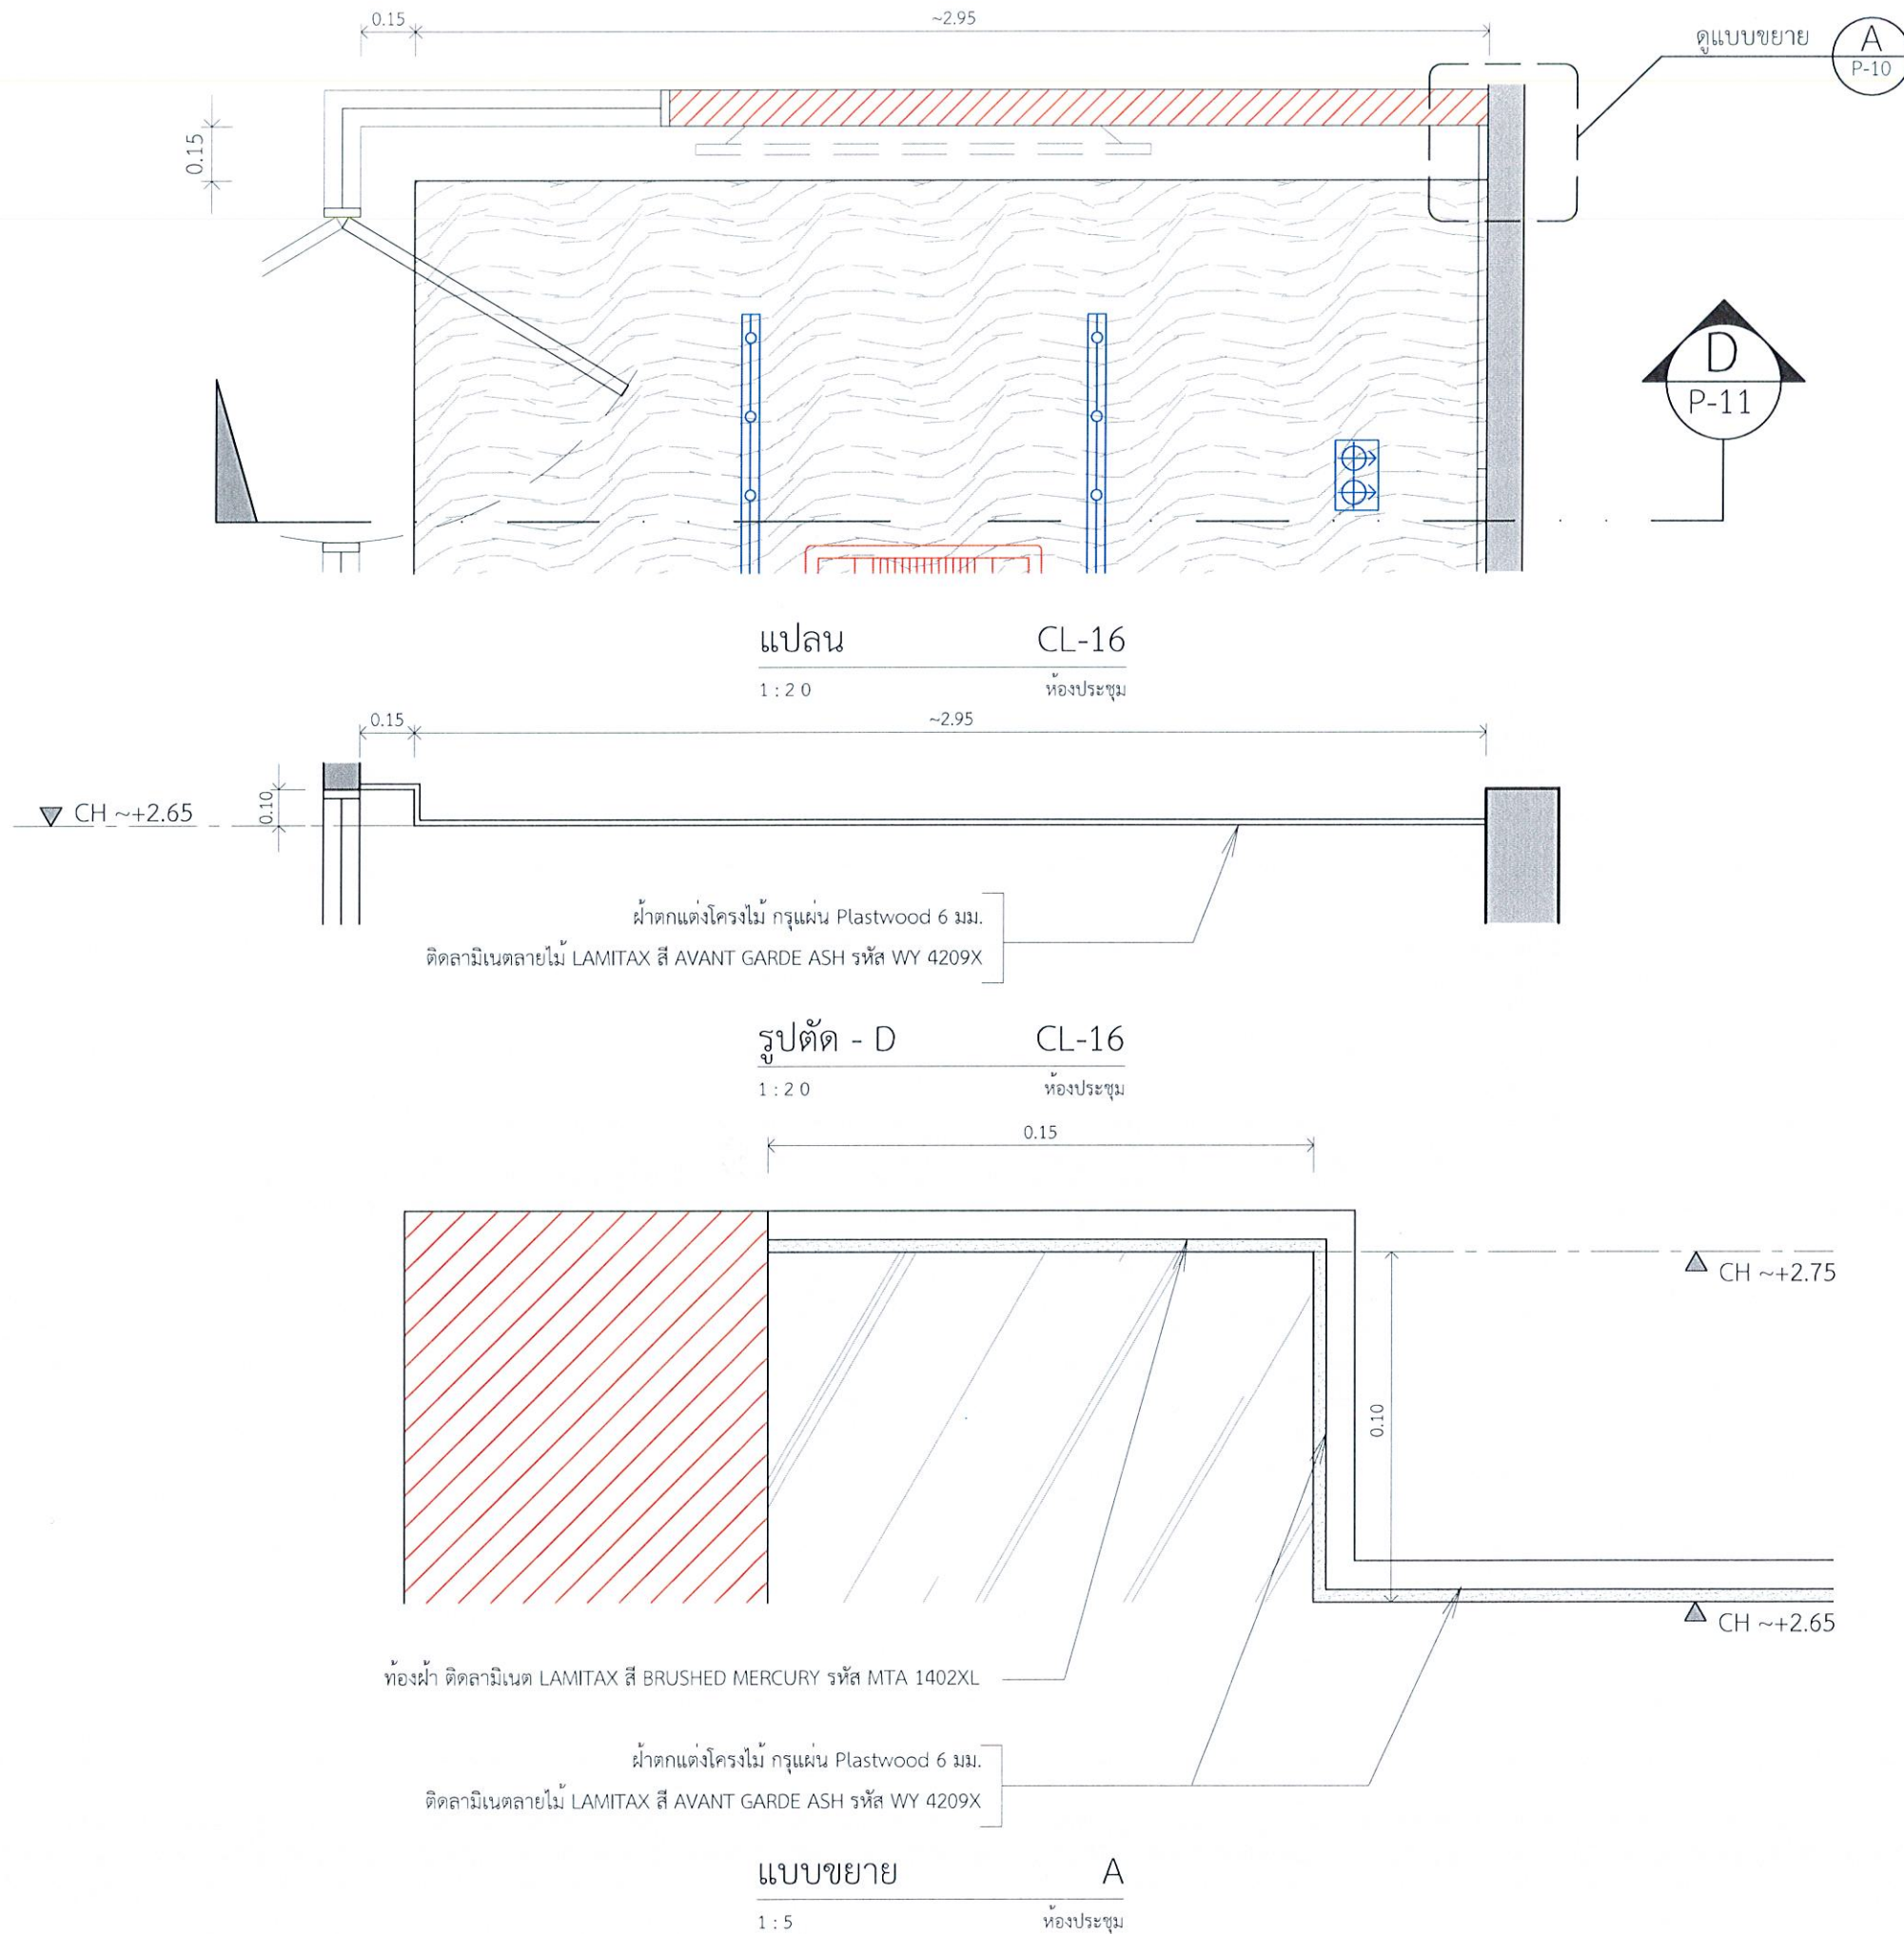 0.15
~2.95
ดูแบบขยาย
A
P-10
0.15
D
P-11
แปลน CL-16
1:20 ห้องประชุม
0.15
~2.95
CH ~+2.65
0.10
ฝ้าตกแต่งโครงไม้ กรุแผ่น Plastwood 6 มม.
ติดลามิเนตลายไม้ LAMITAX สี AVANT GARDE ASH รหัส WY 4209X
รูปตัด - D CL-16
1:20 ห้องประชุม
0.15
CH ~+2.75
0.10
CH ~+2.65
ท้องฝ้า ติดลามิเนต LAMITAX สี BRUSHED MERCURY รหัส MTA 1402XL
ฝ้าตกแต่งโครงไม้ กรุแผ่น Plastwood 6 มม.
ติดลามิเนตลายไม้ LAMITAX สี AVANT GARDE ASH รหัส WY 4209X
แบบขยาย A
1:5 ห้องประชุม